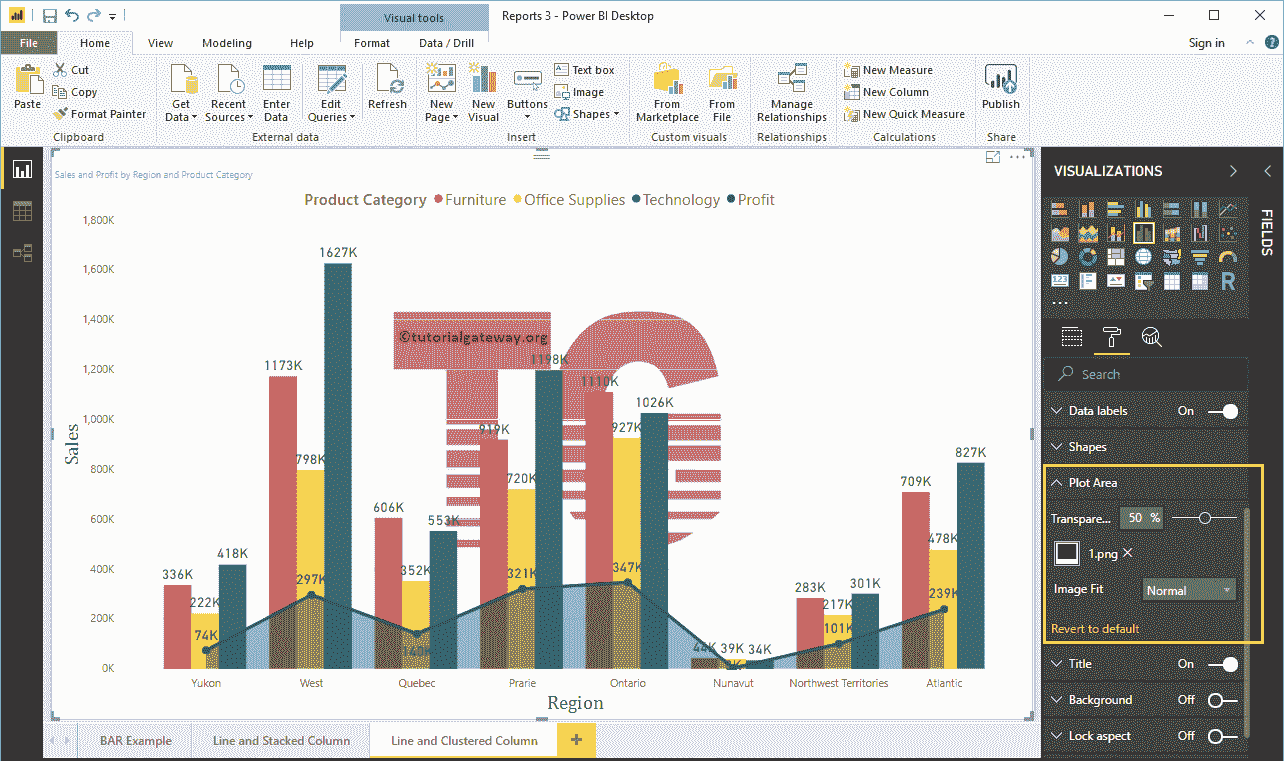 Visual tools
Reports 3 - Power BI Desktop
File Home View Modeling Help Format Data / Drill Sign in
Cut
Copy
Format Painter
Paste
Clipboard
Get Data
Recent Sources
Enter Data
Edit Queries
Refresh
External data
New Page
New Visual
Buttons
Text box
Image
Shapes
Insert
From Marketplace
From File
Custom visuals
Manage Relationships
Relationships
New Measure
New Column
New Quick Measure
Calculations
Publish
Share
Sales and Profit by Region and Product Category
Product Category Furniture Office Supplies Technology Profit
1,800K
1,600K
1,400K
1,200K
1,000K
800K
600K
400K
200K
0K
Sales
©tutorialgateway.org
336K
222K
418K
74K
1173K
798K
1627K
297K
606K
352K
553K
919K
720K
1198K
321K
1110K
927K
1026K
347K
44K
39K
34K
283K
217K
301K
101K
709K
478K
827K
239K
Yukon West Quebec Prarie Ontario Nunavut Northwest Territories Atlantic
Region
BAR Example
Line and Stacked Column
Line and Clustered Column
+
VISUALIZATIONS
FIELDS
123
R
...
Search
Data labels On
Shapes
Plot Area
Transpare... 50 %
1.png
Image Fit Normal
Revert to default
Title On
Background Off
Lock aspect Off